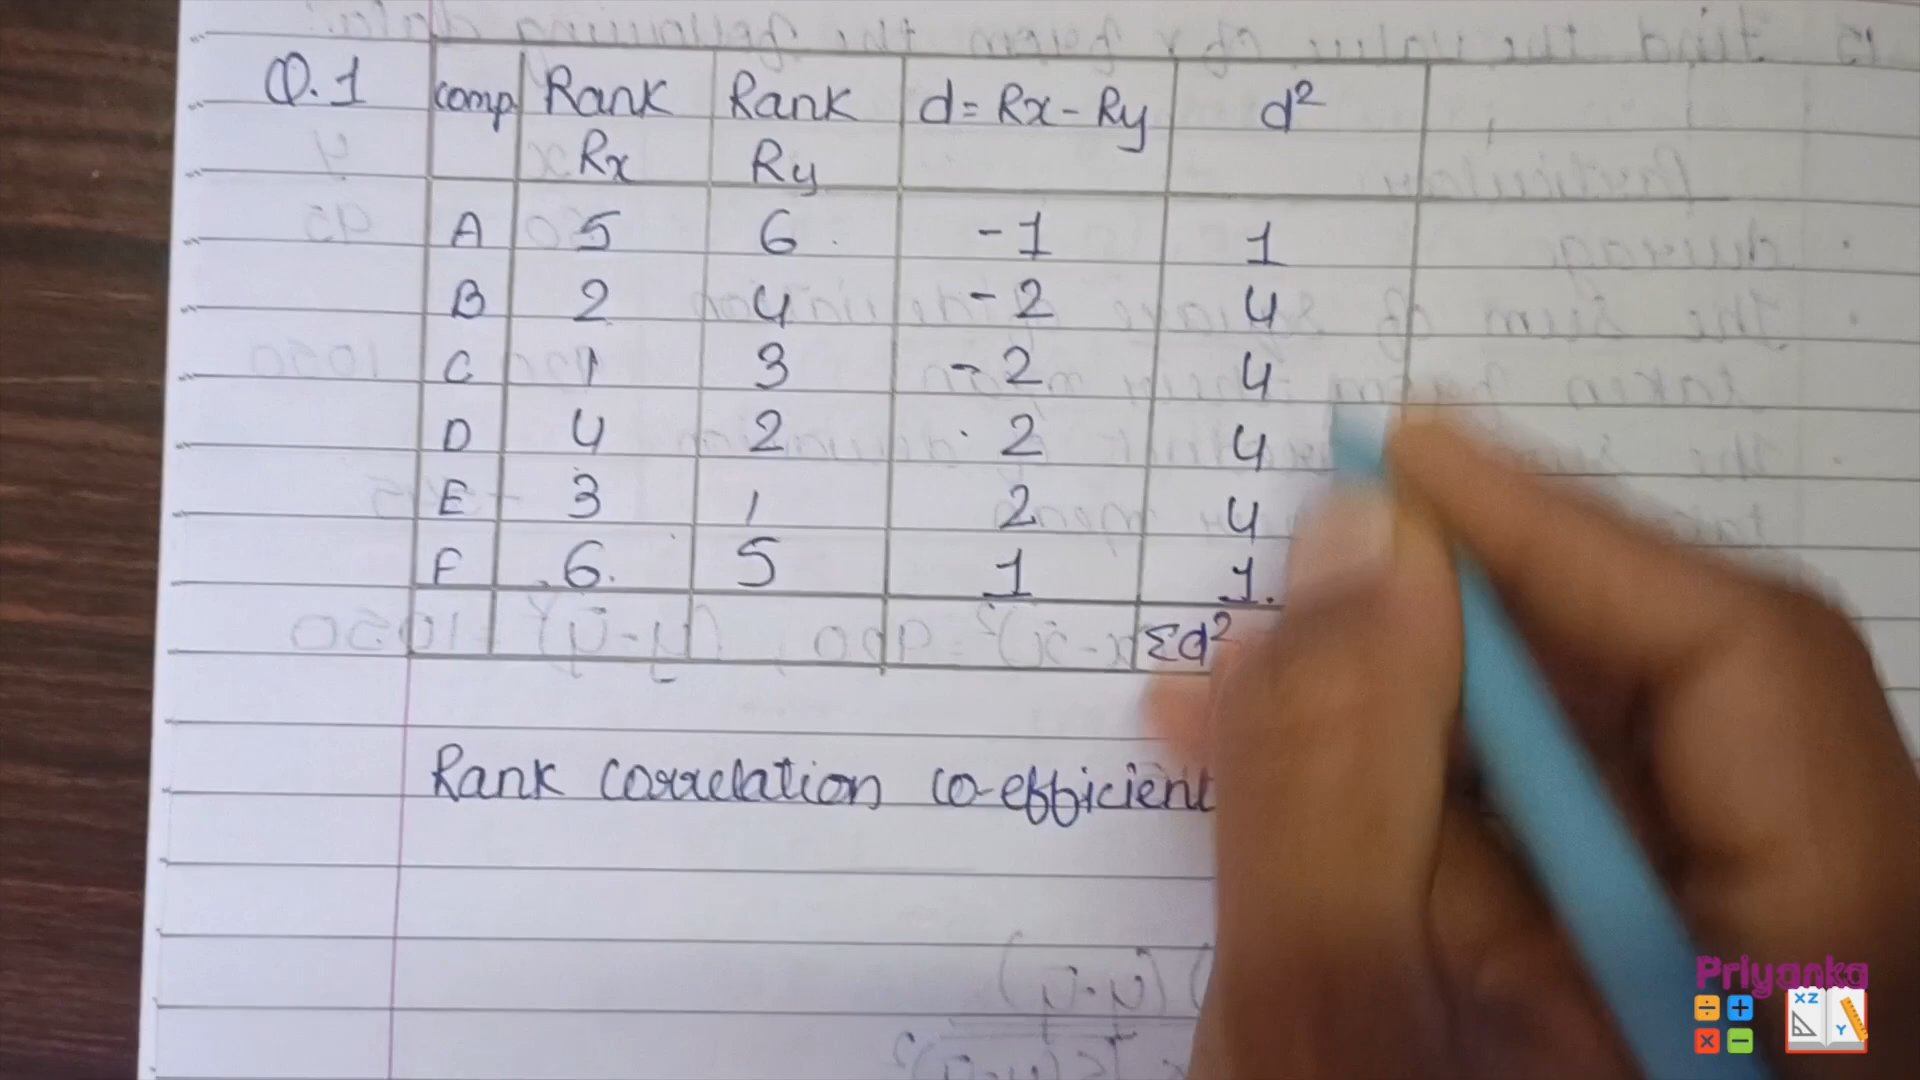 Q.1 comp Rank Rank d = Rx - Ry d²
Rx Ry
A 5 6 -1 1
B 2 4 -2 4
C 1 3 -2 4
D 4 2 2 4
E 3 1 2 4
F 6 5 1 1
Σd²
Rank correlation co-efficient
Priyanka
XZ
Y